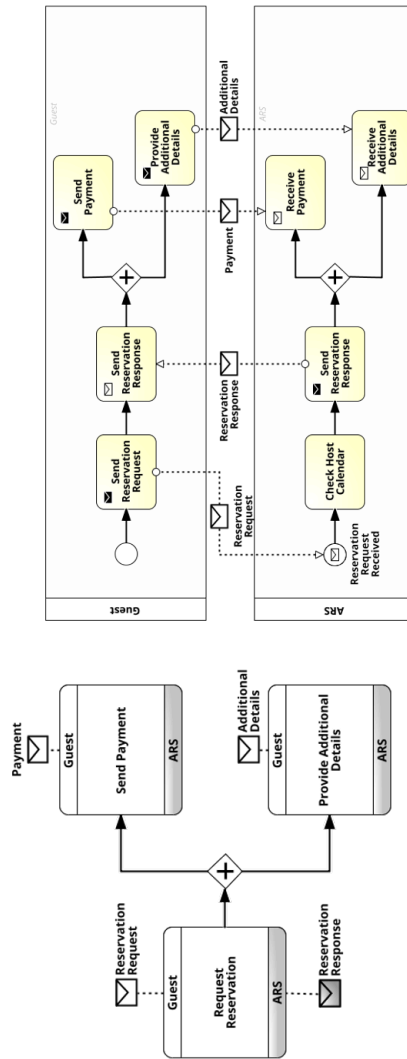 Reservation
Request
Guest
Request
Reservation
ARS
Reservation
Response
Payment
Guest
Send Payment
ARS
Additional
Details
Guest
Provide Additional
Details
ARS
Guest
Guest
Send
Reservation
Request
Send
Reservation
Response
Send
Payment
Provide
Additional
Details
Reservation
Request
Reservation
Response
Payment
Additional
Details
ARS
ARS
Reservation
Request
Received
Check Host
Calendar
Send
Reservation
Response
Receive
Payment
Receive
Additional
Details